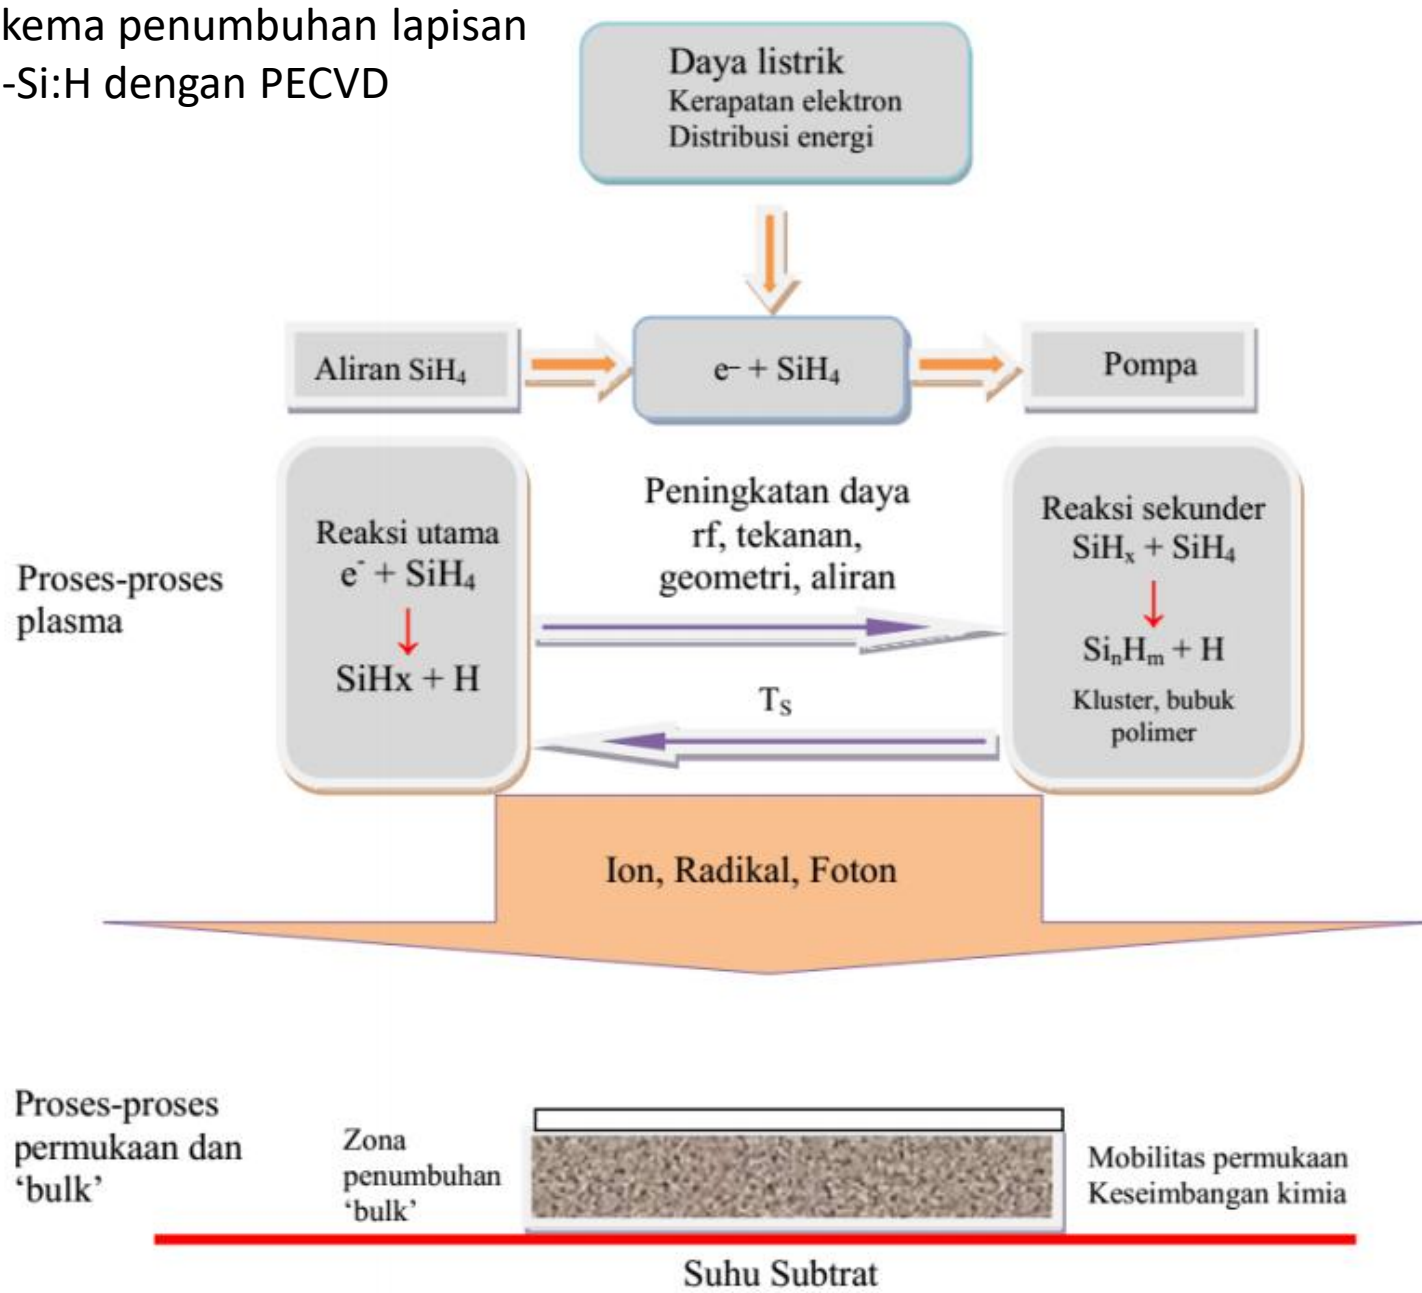 kema penumbuhan lapisan
-Si:H dengan PECVD
Daya listrik
Kerapatan elektron
Distribusi energi
Aliran SiH₄
e⁻ + SiH₄
Pompa
Proses-proses
plasma
Reaksi utama
e⁻ + SiH₄
↓
SiHx + H
Peningkatan daya
rf, tekanan,
geometri, aliran
T_S
Reaksi sekunder
SiHₓ + SiH₄
↓
SiₙHₘ + H
Kluster, bubuk
polimer
Ion, Radikal, Foton
Proses-proses
permukaan dan
‘bulk’
Zona
penumbuhan
‘bulk’
Mobilitas permukaan
Keseimbangan kimia
Suhu Subtrat